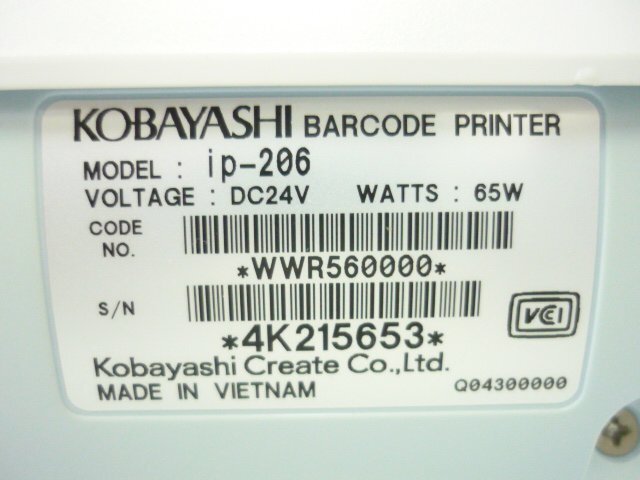 KOBAYASHI BARCODE PRINTER
MODEL : ip-206
VOLTAGE : DC24V WATTS : 65W
CODE NO.
*WWR560000*
S/N
*4K215653*
VCCI
Kobayashi Create Co.,Ltd.
MADE IN VIETNAM Q04300000